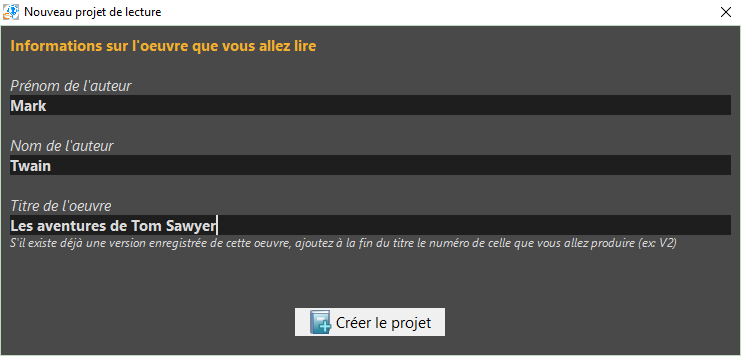 Nouveau projet de lecture
Informations sur l'oeuvre que vous allez lire
Prénom de l'auteur
Mark
Nom de l'auteur
Twain
Titre de l'oeuvre
Les aventures de Tom Sawyer
S'il existe déjà une version enregistrée de cette oeuvre, ajoutez à la fin du titre le numéro de celle que vous allez produire (ex: V2)
Créer le projet